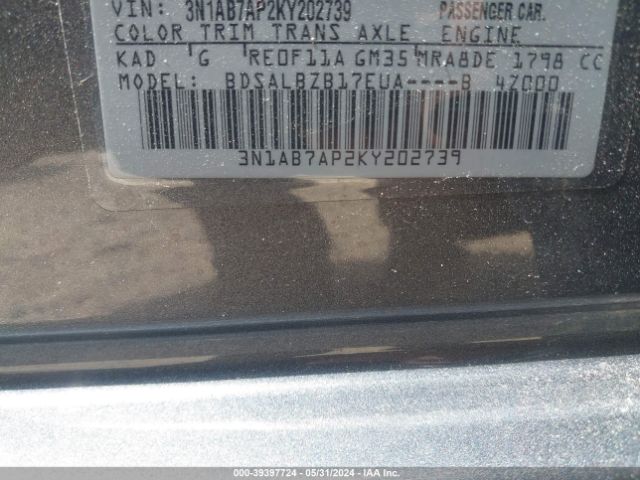 VIN: 3N1AB7AP2KY202739 PASSENGER CAR.
COLOR TRIM TRANS AXLE ENGINE
KAD G RE0F11A GM35 MRA8DE 1798 CC
MODEL: BDSALBZB17EUA----B 4Z000
3N1AB7AP2KY202739
000-39397724 - 05/31/2024 - IAA Inc.